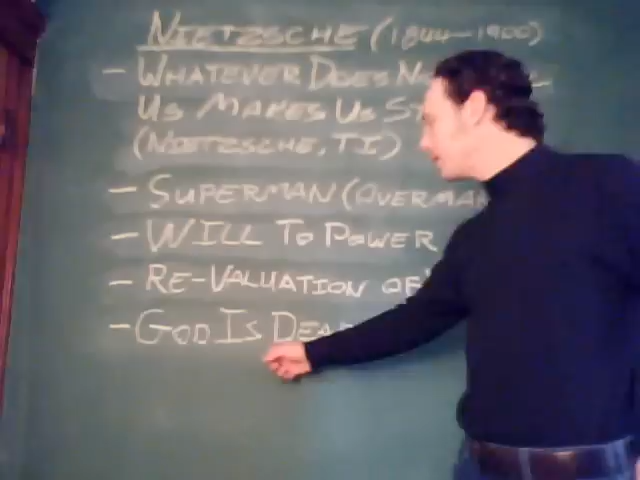 NIETZSCHE (1844-1900)
- WHATEVER DOES
US MAKES US
(NIETZSCHE, TI)
- SUPERMAN (OVERMAN
- WILL TO POWER
- RE-VALUATION OF
- GOD IS DEA